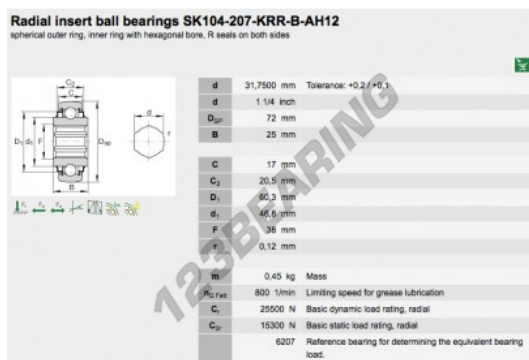 Radial insert ball bearings SK104-207-KRR-B-AH12
spherical outer ring, inner ring with hexagonal bore, R seals on both sides
C2
C
d
r
D1 d1 F Dsp
B
d 31,7500 mm Tolerance: +0,2 / +0,1
d 1 1/4 inch
DSP 72 mm
B 25 mm
C 17 mm
C2 20,5 mm
D1 60,3 mm
d1 46,8 mm
F 38 mm
r 0,12 mm
m 0,45 kg Mass
nG Fett 800 1/min Limiting speed for grease lubrication
Cr 25500 N Basic dynamic load rating, radial
C0r 15300 N Basic static load rating, radial
6207 Reference bearing for determining the equivalent bearing
load.
123BEARING